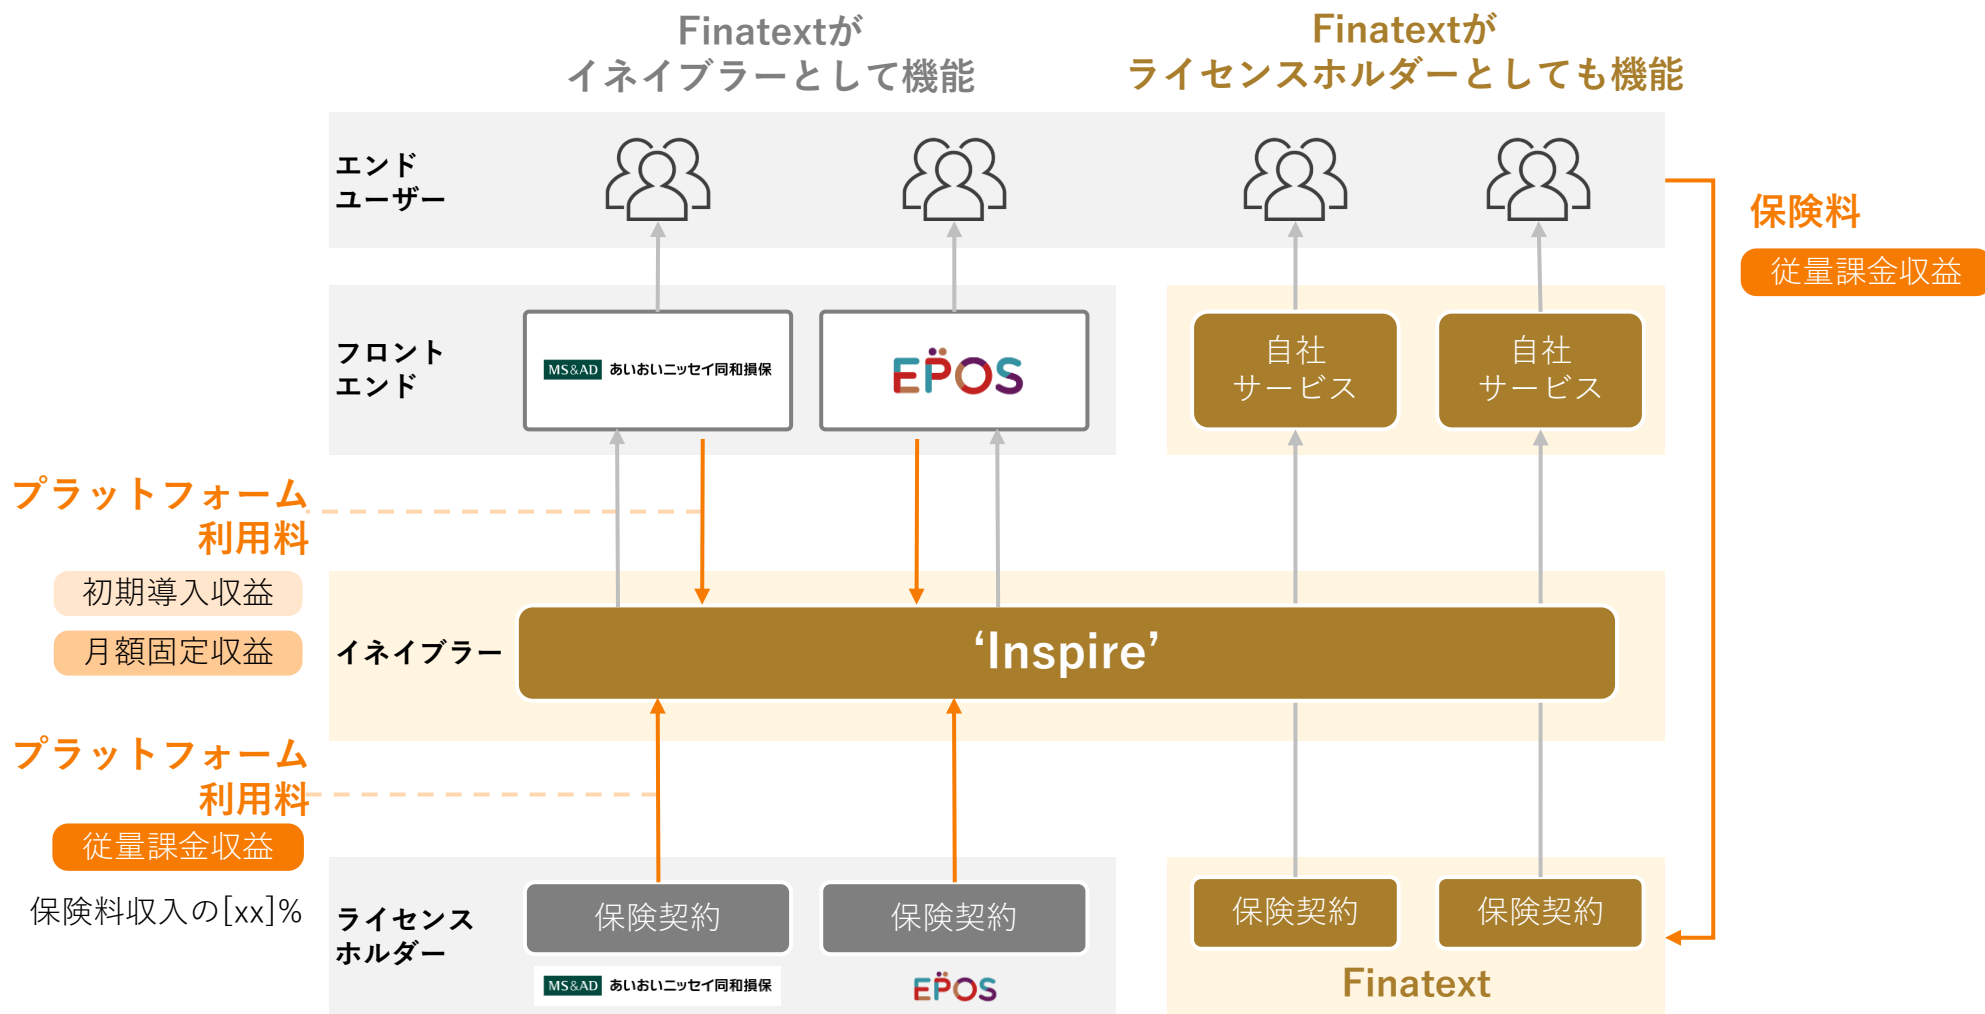 Finatextが
イネイブラーとして機能
Finatextが
ライセンスホルダーとしても機能
エンド
ユーザー
保険料
従量課金収益
フロント
エンド
MS&AD あいおいニッセイ同和損保
EPOS
自社
サービス
自社
サービス
プラットフォーム
利用料
初期導入収益
月額固定収益
イネイブラー
‘Inspire’
プラットフォーム
利用料
従量課金収益
保険料収入の[xx]%
ライセンス
ホルダー
保険契約
保険契約
保険契約
保険契約
MS&AD あいおいニッセイ同和損保
EPOS
Finatext